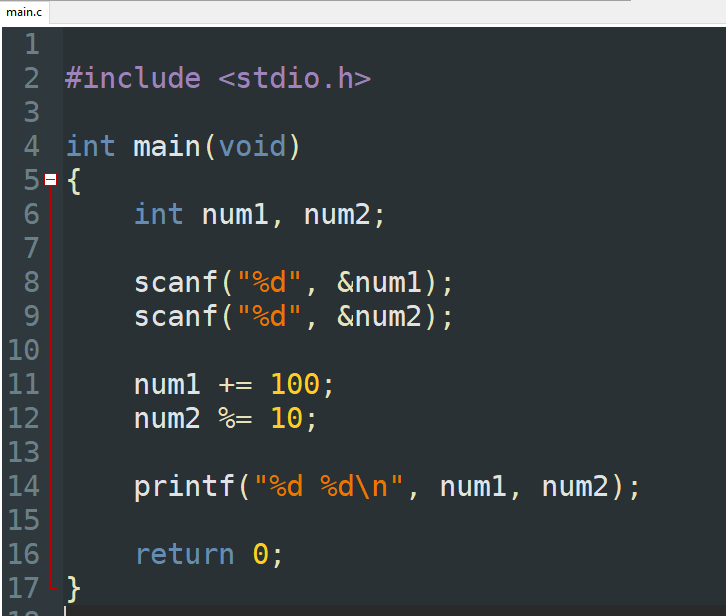 main.c
1
2 #include <stdio.h>
3
4 int main(void)
5 {
6     int num1, num2;
7
8     scanf("%d", &num1);
9     scanf("%d", &num2);
10
11     num1 += 100;
12     num2 %= 10;
13
14     printf("%d %d\n", num1, num2);
15
16     return 0;
17 }